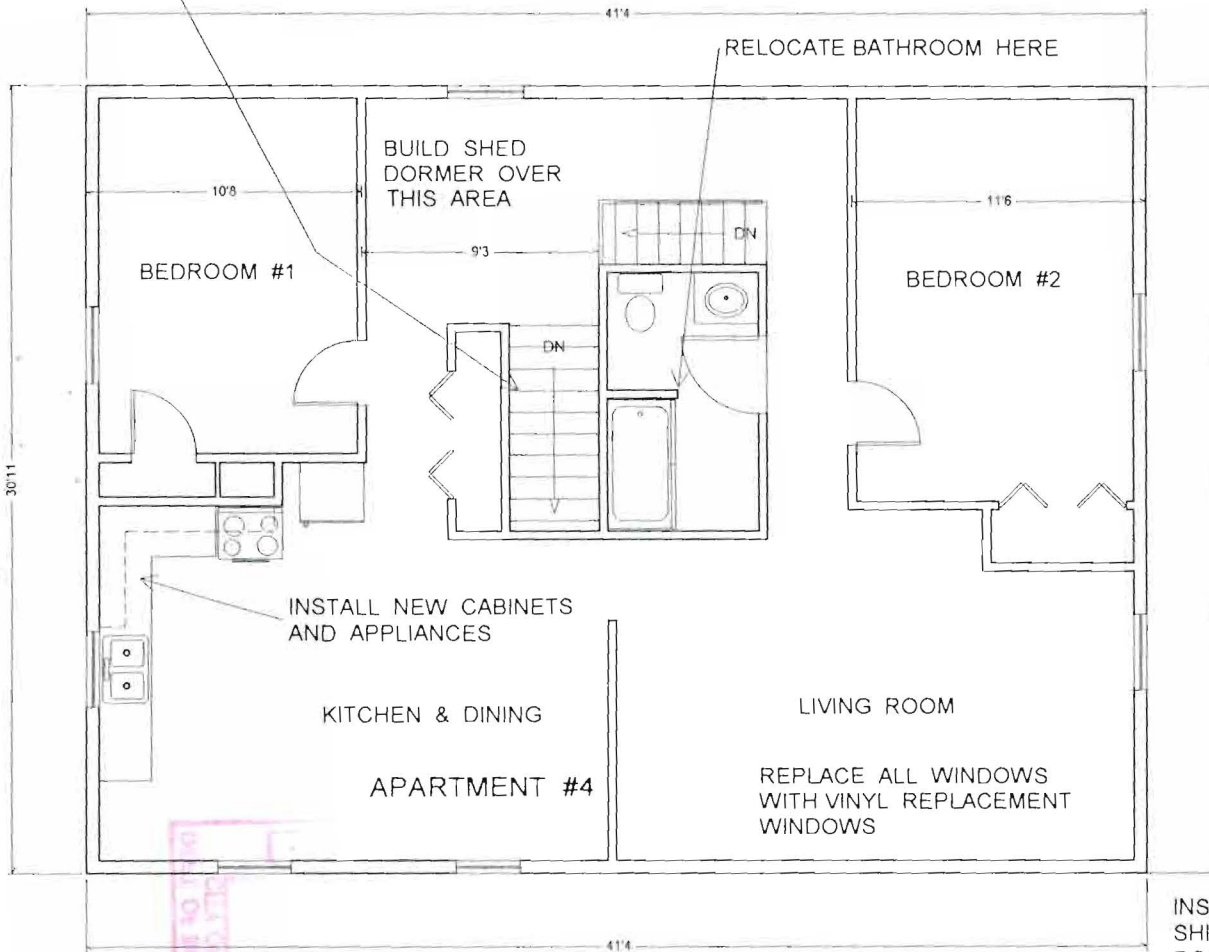 41'4
RELOCATE BATHROOM HERE
BUILD SHED
DORMER OVER
THIS AREA
10'8
11'6
DN
9'3
BEDROOM #1
BEDROOM #2
DN
30'11
INSTALL NEW CABINETS
AND APPLIANCES
KITCHEN & DINING
LIVING ROOM
APARTMENT #4
REPLACE ALL WINDOWS
WITH VINYL REPLACEMENT
WINDOWS
41'4
INS